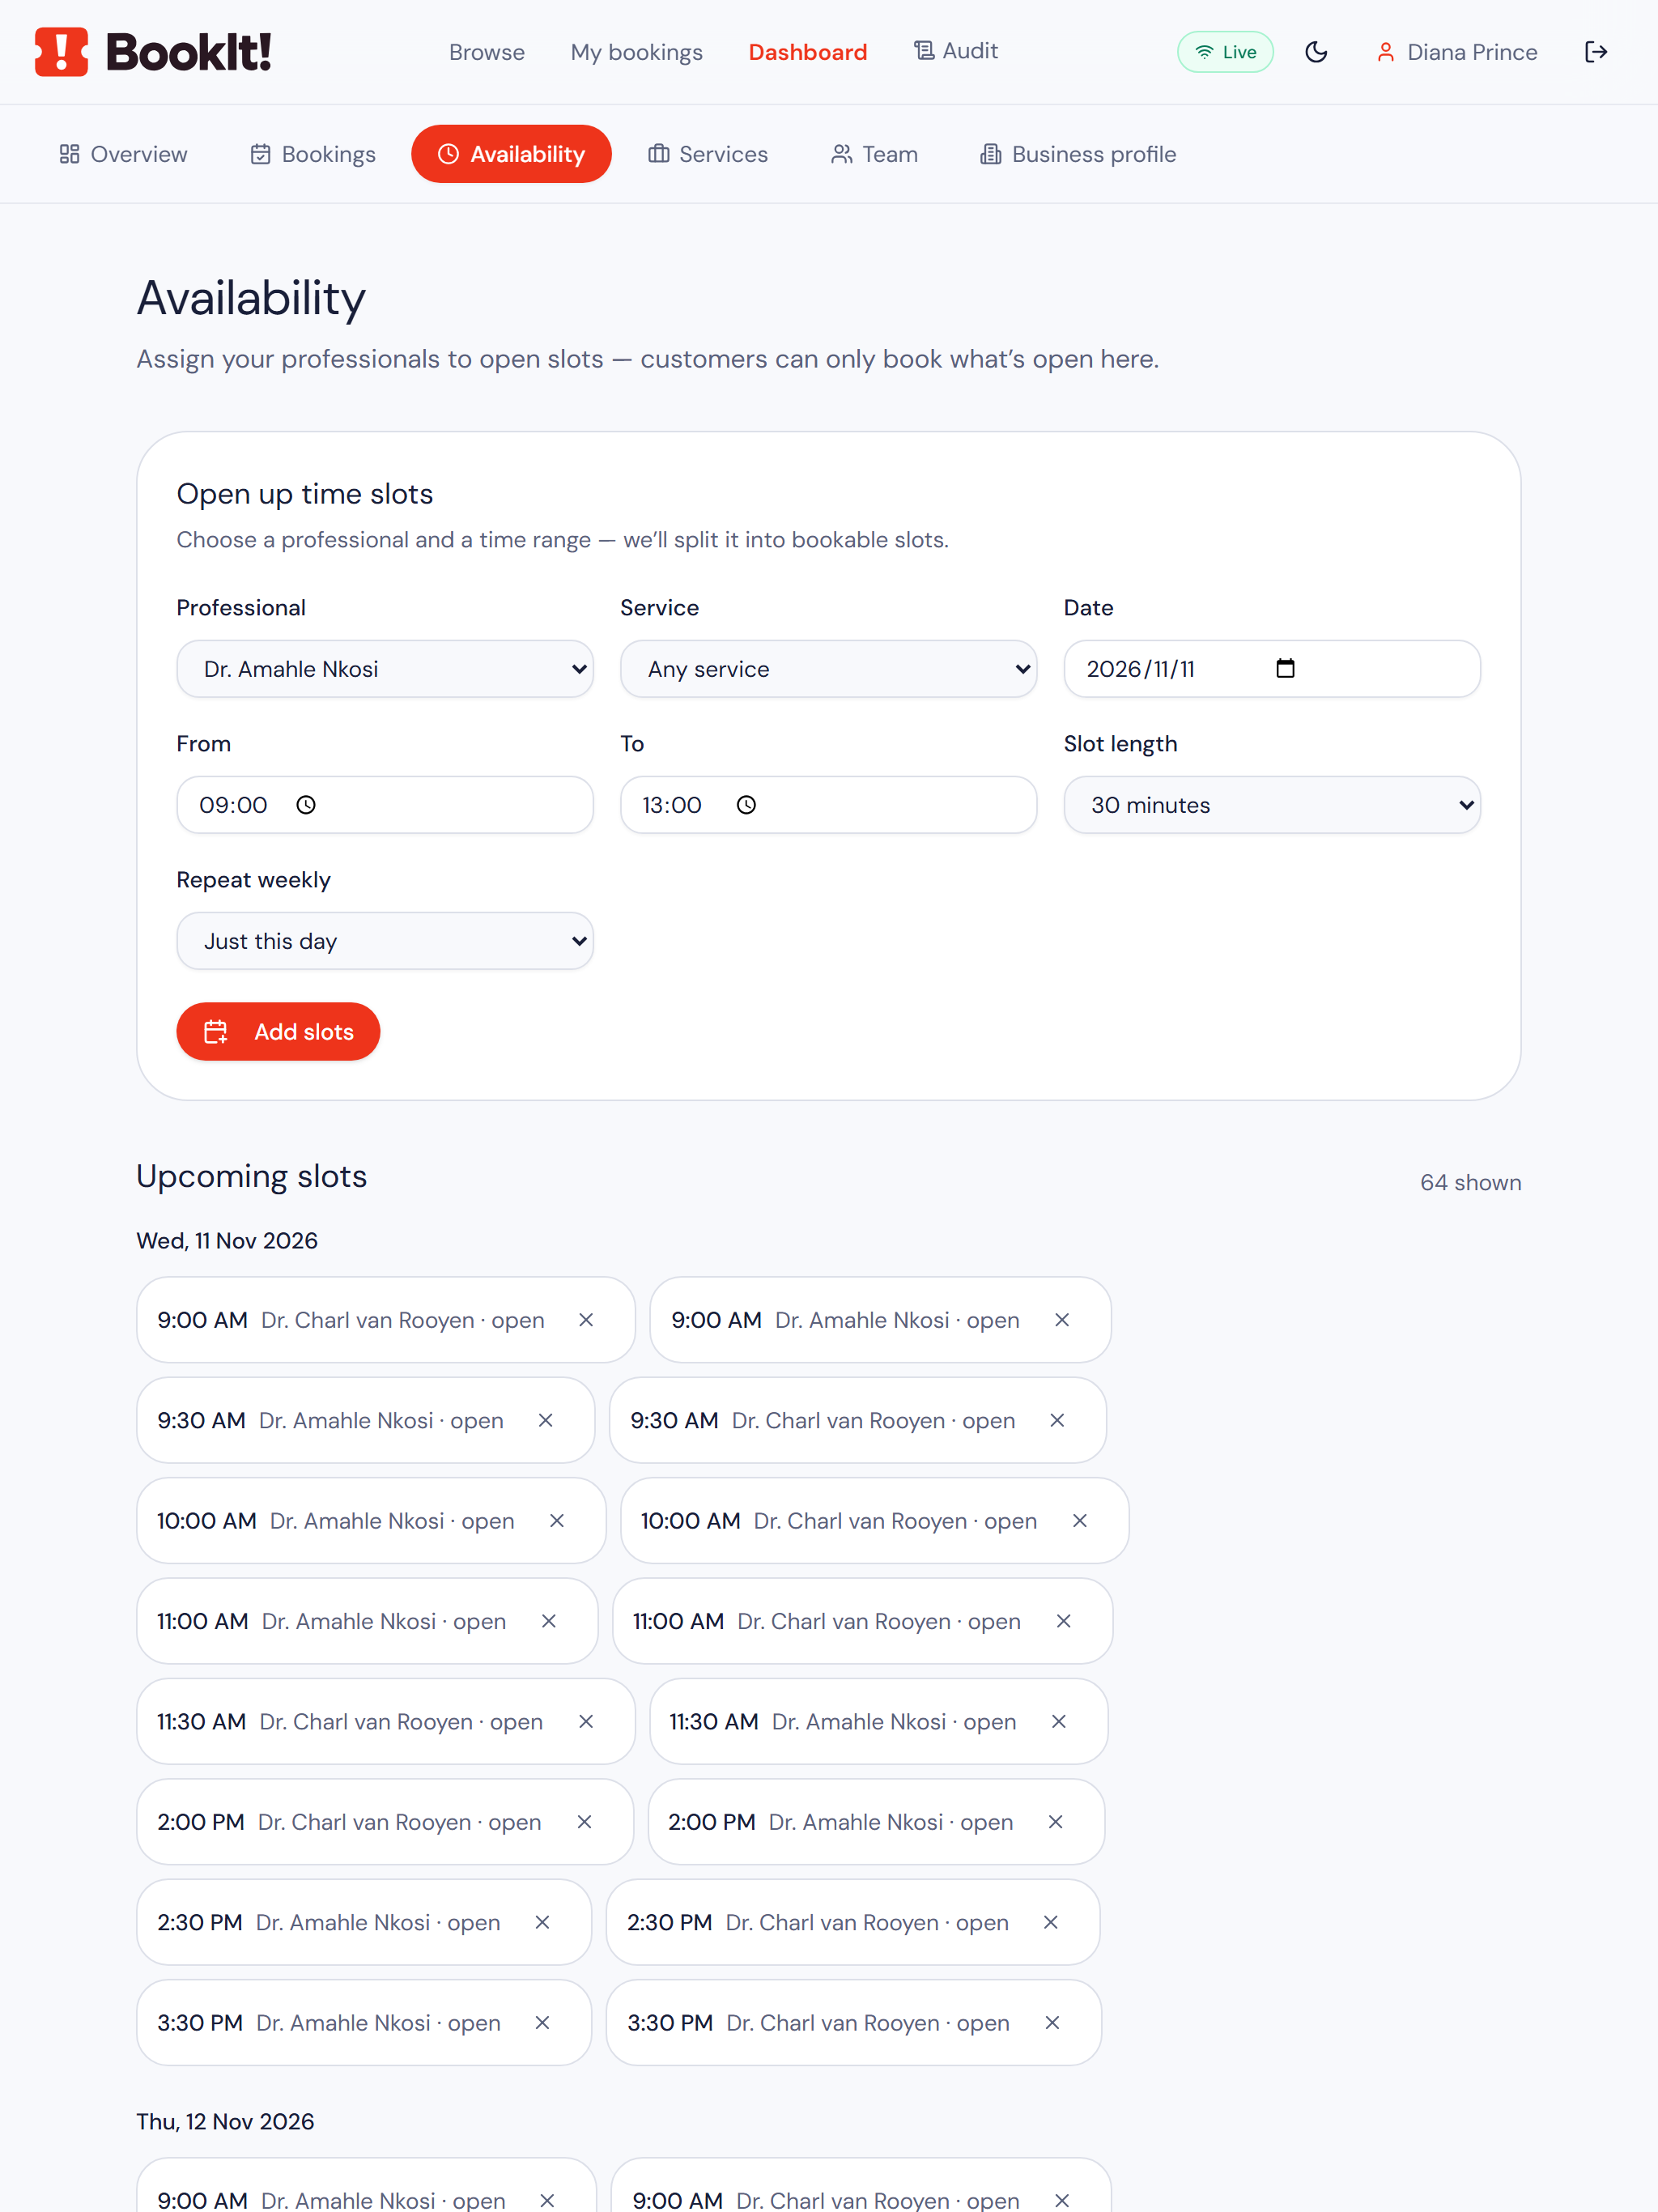 BookIt!
Browse My bookings Dashboard Audit Live Diana Prince
Overview Bookings Availability Services Team Business profile
Availability
Assign your professionals to open slots — customers can only book what’s open here.
Open up time slots
Choose a professional and a time range — we’ll split it into bookable slots.
Professional Service Date
Dr. Amahle Nkosi Any service 2026/11/11
From To Slot length
09:00 13:00 30 minutes
Repeat weekly
Just this day
Add slots
Upcoming slots 64 shown
Wed, 11 Nov 2026
9:00 AM Dr. Charl van Rooyen · open 9:00 AM Dr. Amahle Nkosi · open
9:30 AM Dr. Amahle Nkosi · open 9:30 AM Dr. Charl van Rooyen · open
10:00 AM Dr. Amahle Nkosi · open 10:00 AM Dr. Charl van Rooyen · open
11:00 AM Dr. Amahle Nkosi · open 11:00 AM Dr. Charl van Rooyen · open
11:30 AM Dr. Charl van Rooyen · open 11:30 AM Dr. Amahle Nkosi · open
2:00 PM Dr. Charl van Rooyen · open 2:00 PM Dr. Amahle Nkosi · open
2:30 PM Dr. Amahle Nkosi · open 2:30 PM Dr. Charl van Rooyen · open
3:30 PM Dr. Amahle Nkosi · open 3:30 PM Dr. Charl van Rooyen · open
Thu, 12 Nov 2026
9:00 AM Dr. Amahle Nkosi · open 9:00 AM Dr. Charl van Rooyen · open